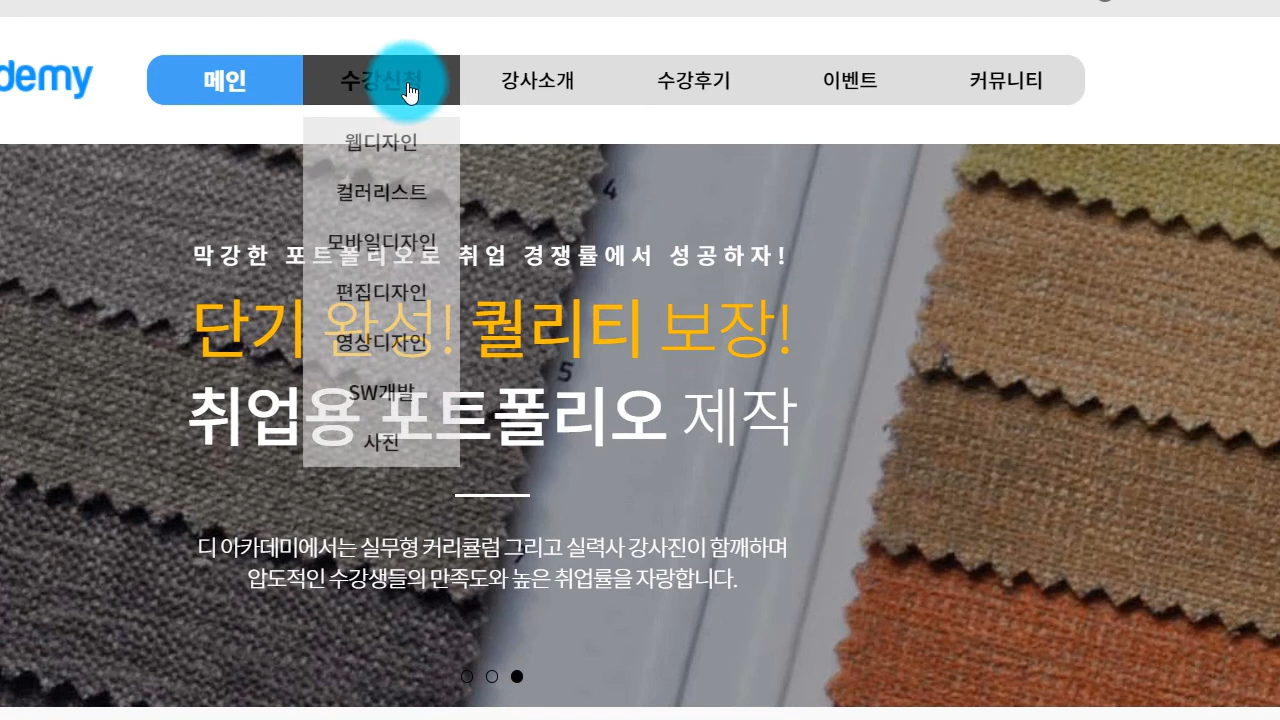 demy
메인 수강신청 강사소개 수강후기 이벤트 커뮤니티
웹디자인
컬러리스트
모바일디자인
편집디자인
영상디자인
SW개발
사진
막강한 포트폴리오로 취업 경쟁률에서 성공하자!
단기 완성! 퀄리티 보장!
취업용 포트폴리오 제작
디 아카데미에서는 실무형 커리큘럼 그리고 실력사 강사진이 함께하며
압도적인 수강생들의 만족도와 높은 취업률을 자랑합니다.
4
5